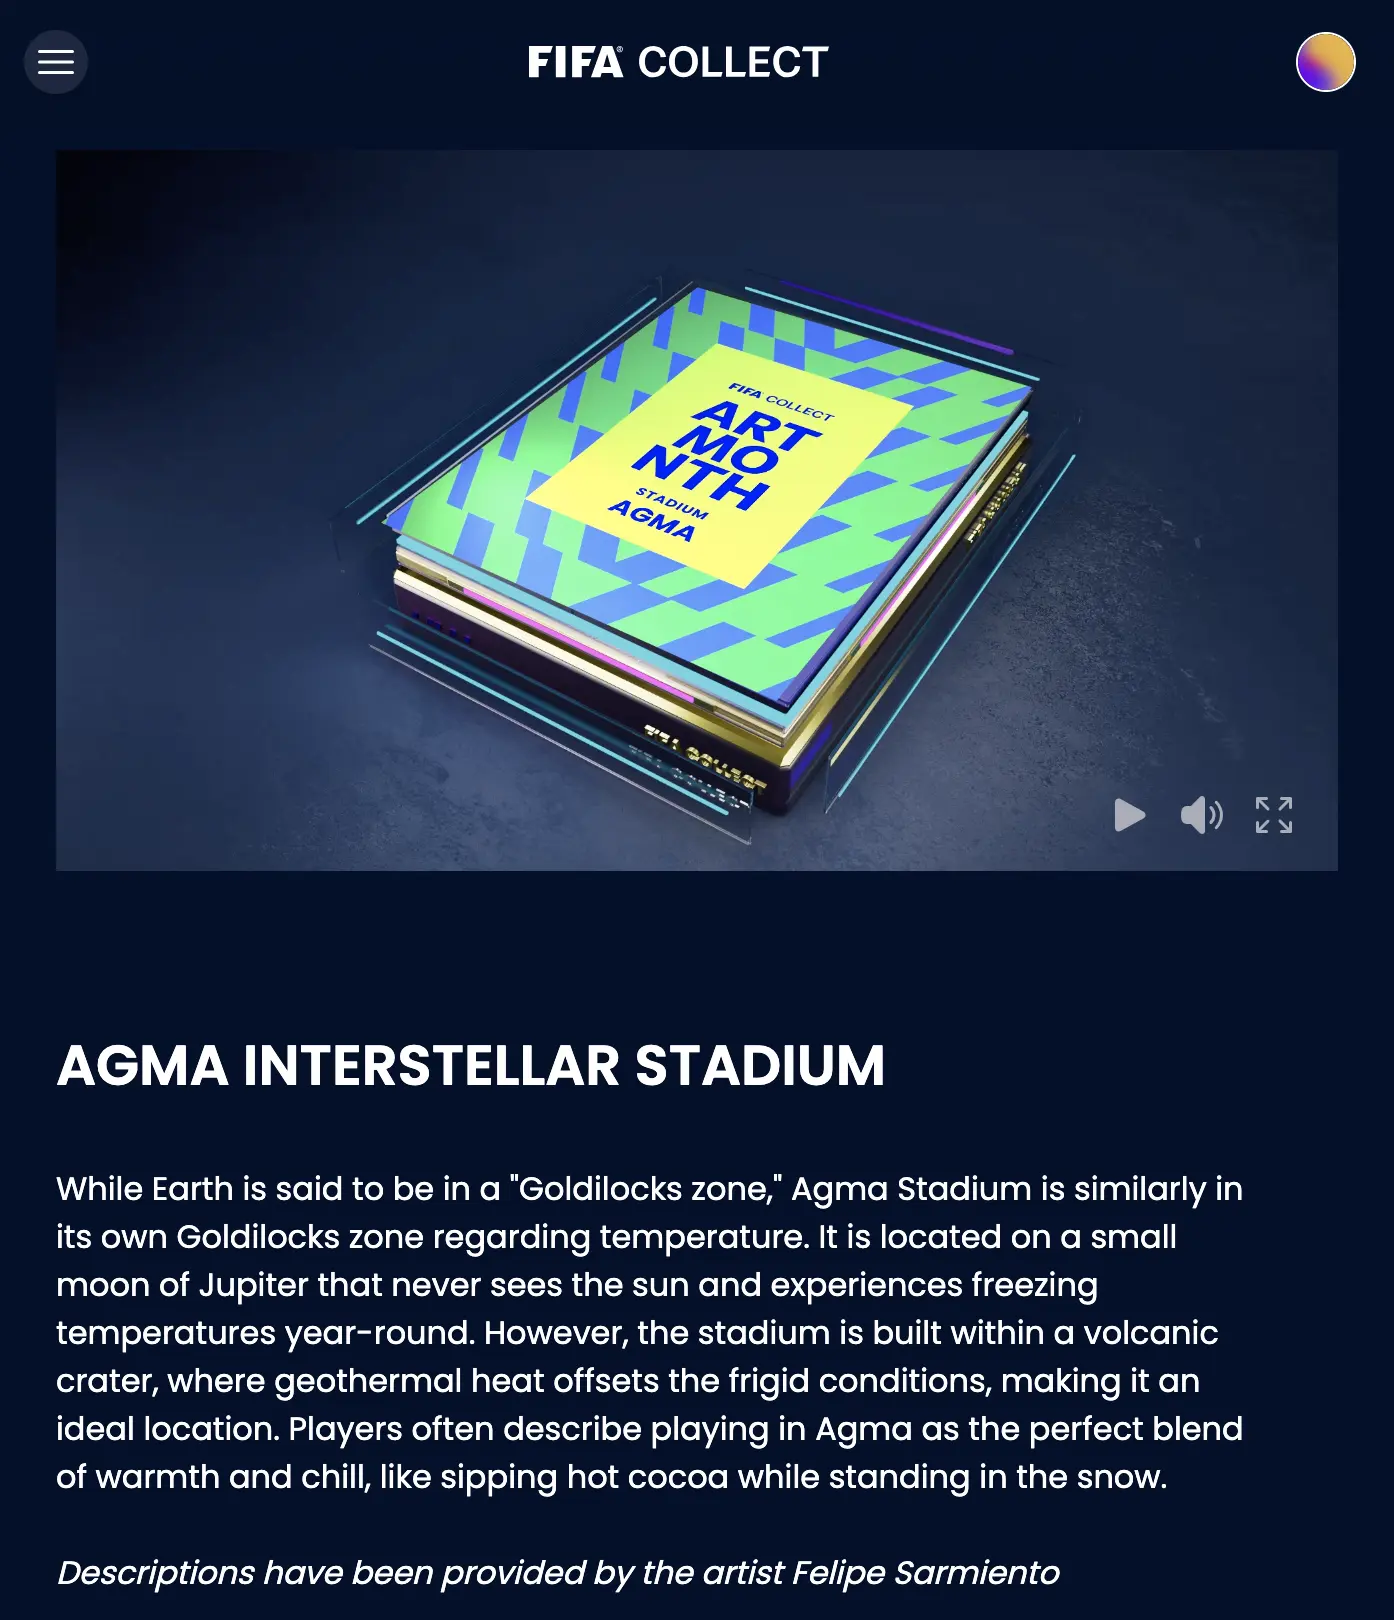 FIFA® COLLECT
FIFA COLLECT
ART
MO
NTH
STADIUM
AGMA
AGMA INTERSTELLAR STADIUM
While Earth is said to be in a "Goldilocks zone," Agma Stadium is similarly in
its own Goldilocks zone regarding temperature. It is located on a small
moon of Jupiter that never sees the sun and experiences freezing
temperatures year-round. However, the stadium is built within a volcanic
crater, where geothermal heat offsets the frigid conditions, making it an
ideal location. Players often describe playing in Agma as the perfect blend
of warmth and chill, like sipping hot cocoa while standing in the snow.
Descriptions have been provided by the artist Felipe Sarmiento